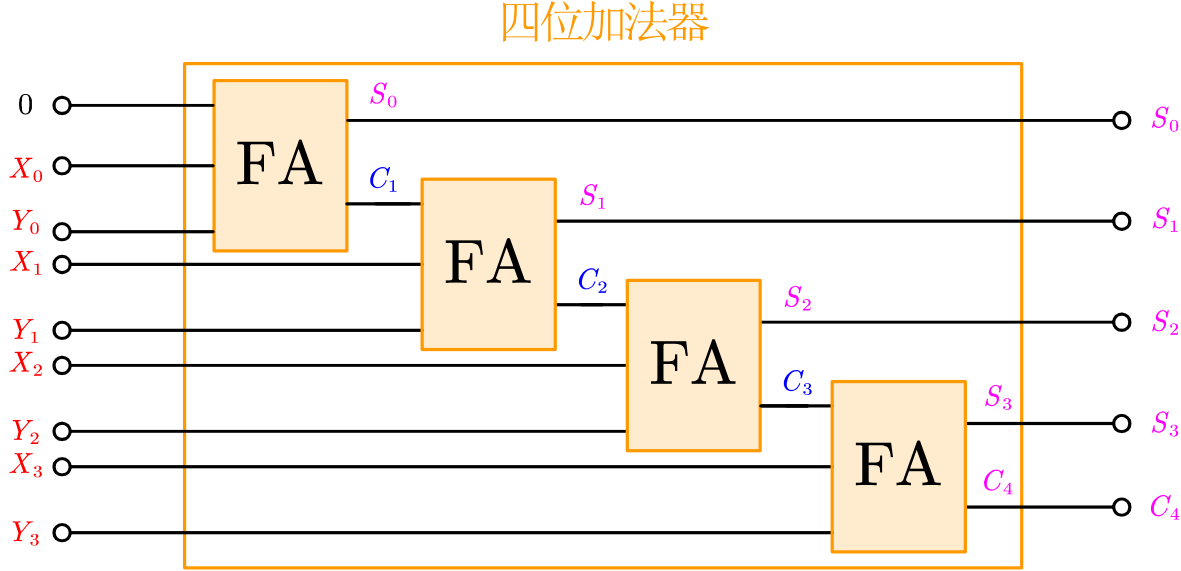 四位加法器
0
S₀
S₀
X₀
FA
C₁
Y₀
S₁
S₁
X₁
FA
C₂
Y₁
S₂
S₂
X₂
FA
C₃
Y₂
S₃
S₃
X₃
FA
C₄
C₄
Y₃